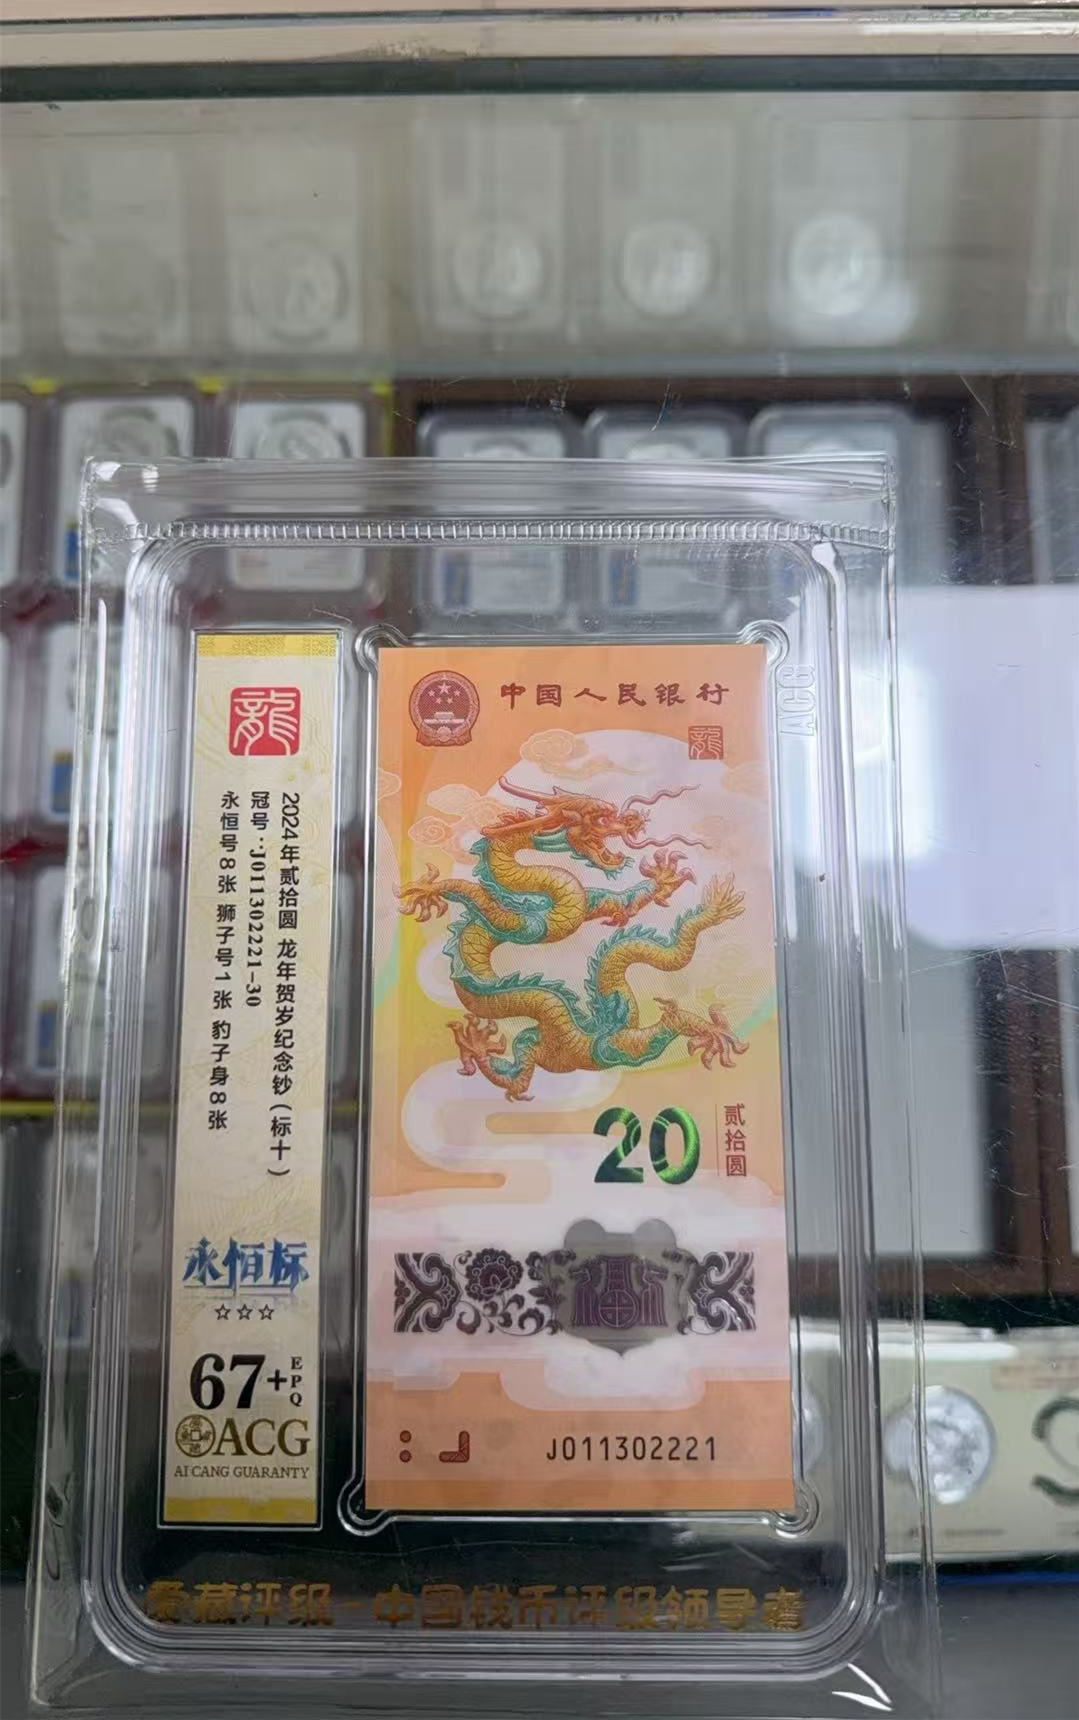 龍
2024年贰拾圆 龙年贺岁纪念钞(标十)
冠号:J011302221-30
永恒号8张 狮子号1张 豹子身8张
永恒标
☆☆☆
67+EPQ
ACG
AI CANG GUARANTY
中国人民银行
龍
20
贰拾圆
福
J011302221
ACG
爱藏评级-中国钱币评级领导者